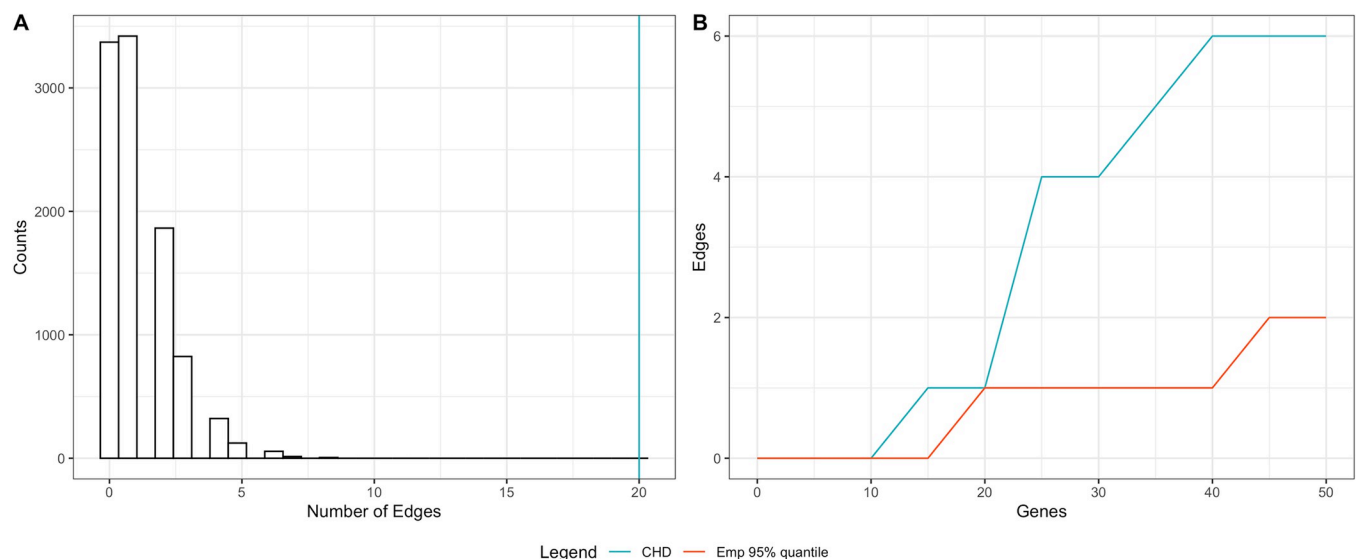 A
Counts
3000
2000
1000
0
0 5 10 15 20
Number of Edges
B
Edges
6
4
2
0
0 10 20 30 40 50
Genes
Legend CHD Emp 95% quantile